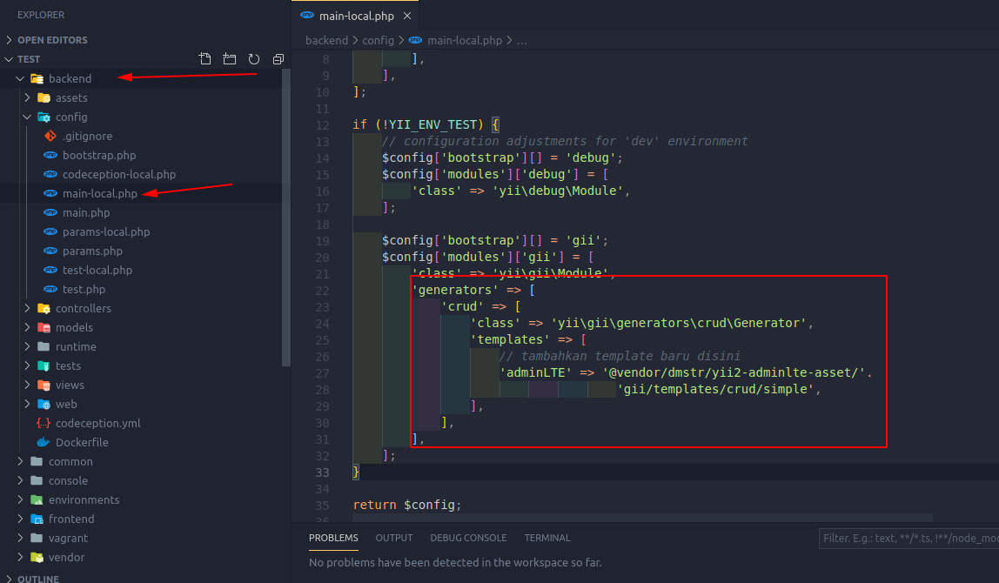 EXPLORER
OPEN EDITORS
TEST
backend
assets
config
.gitignore
bootstrap.php
codeception-local.php
main-local.php
main.php
params-local.php
params.php
test-local.php
test.php
controllers
models
runtime
tests
views
web
codeception.yml
Dockerfile
common
console
environments
frontend
vagrant
vendor
OUTLINE
main-local.php
backend > config > main-local.php > ...
8 ],
9 ],
10 ];
11
12 if (!YII_ENV_TEST) {
13 // configuration adjustments for 'dev' environment
14 $config['bootstrap'][] = 'debug';
15 $config['modules']['debug'] = [
16 'class' => 'yii\debug\Module',
17 ];
18
19 $config['bootstrap'][] = 'gii';
20 $config['modules']['gii'] = [
21 'class' => 'yii\gii\Module',
22 'generators' => [
23 'crud' => [
24 'class' => 'yii\gii\generators\crud\Generator',
25 'templates' => [
26 // tambahkan template baru disini
27 'adminLTE' => '@vendor/dmstr/yii2-adminlte-asset/'.
28 'gii/templates/crud/simple',
29 ],
30 ],
31 ],
32 ];
33 }
34
35 return $config;
36
PROBLEMS OUTPUT DEBUG CONSOLE TERMINAL
Filter. E.g.: text, **/*.ts, !**/node_mo
No problems have been detected in the workspace so far.